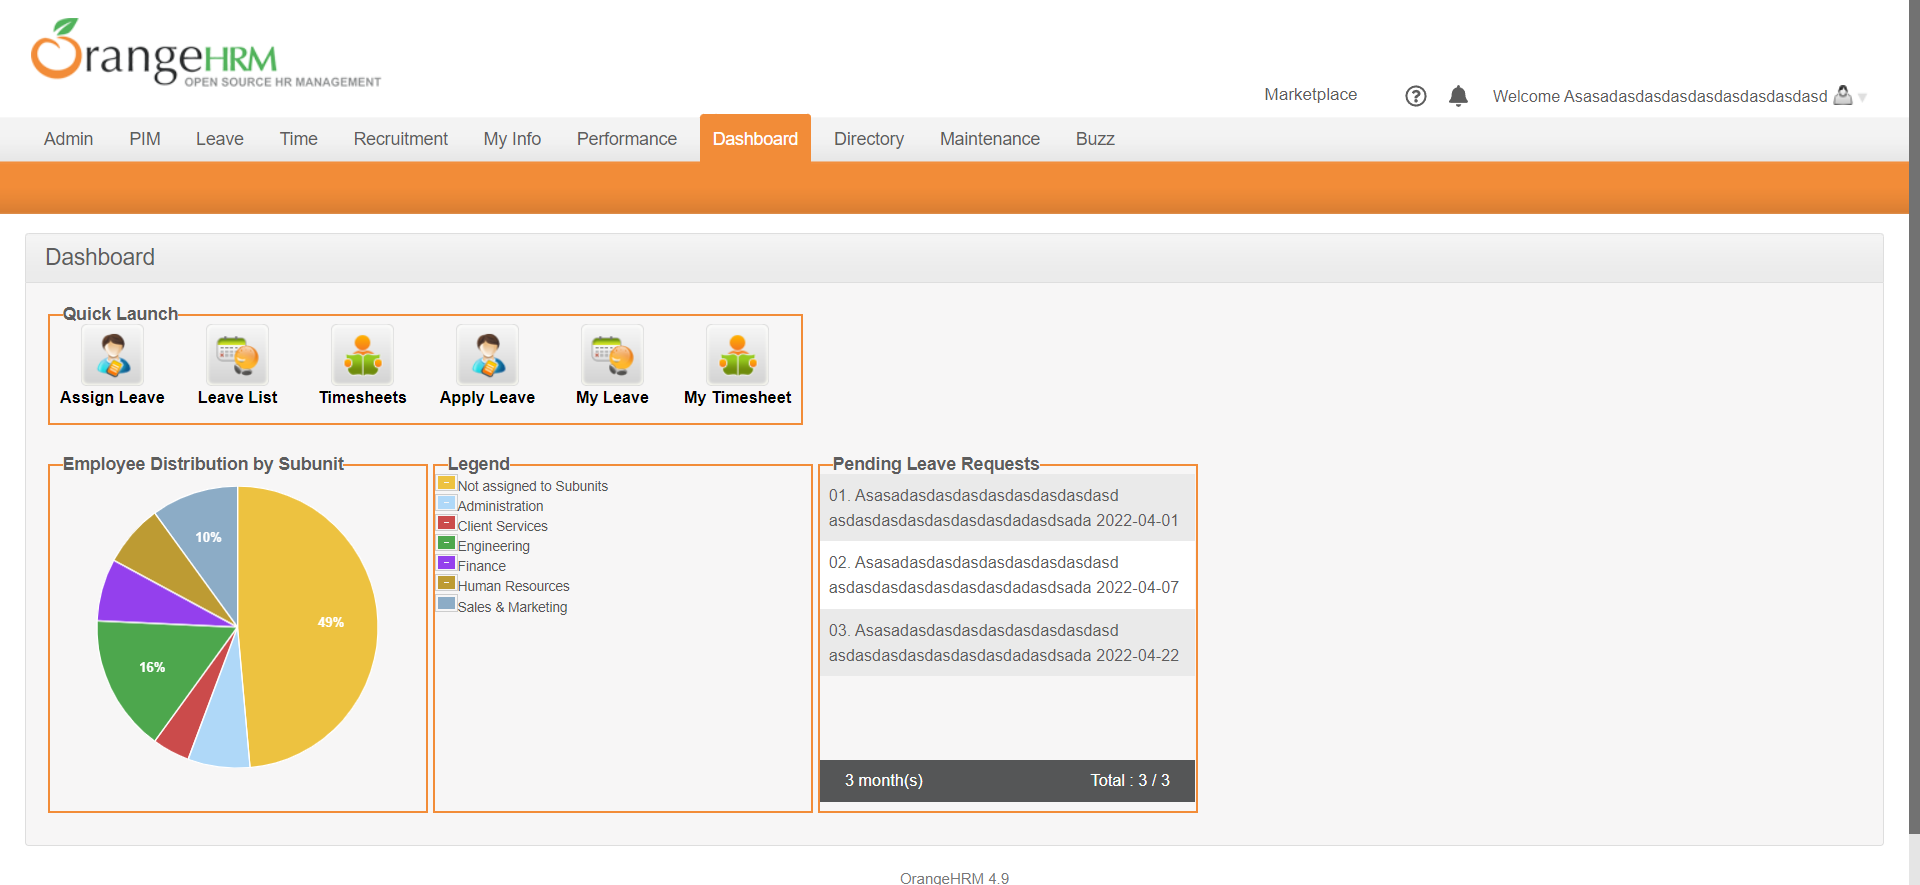 OrangeHRM
OPEN SOURCE HR MANAGEMENT
Marketplace
? Welcome Asasadasdasdasdasdasdasdasdasd
Admin PIM Leave Time Recruitment My Info Performance Dashboard Directory Maintenance Buzz
Dashboard
Quick Launch
Assign Leave Leave List Timesheets Apply Leave My Leave My Timesheet
Employee Distribution by Subunit
10%
49%
16%
Legend
Not assigned to Subunits
Administration
Client Services
Engineering
Finance
Human Resources
Sales & Marketing
Pending Leave Requests
01. Asasadasdasdasdasdasdasdasdasd
asdasdasdasdasdasdasdadasdsada 2022-04-01
02. Asasadasdasdasdasdasdasdasdasd
asdasdasdasdasdasdasdadasdsada 2022-04-07
03. Asasadasdasdasdasdasdasdasdasd
asdasdasdasdasdasdasdadasdsada 2022-04-22
3 month(s) Total : 3 / 3
OrangeHRM 4.9